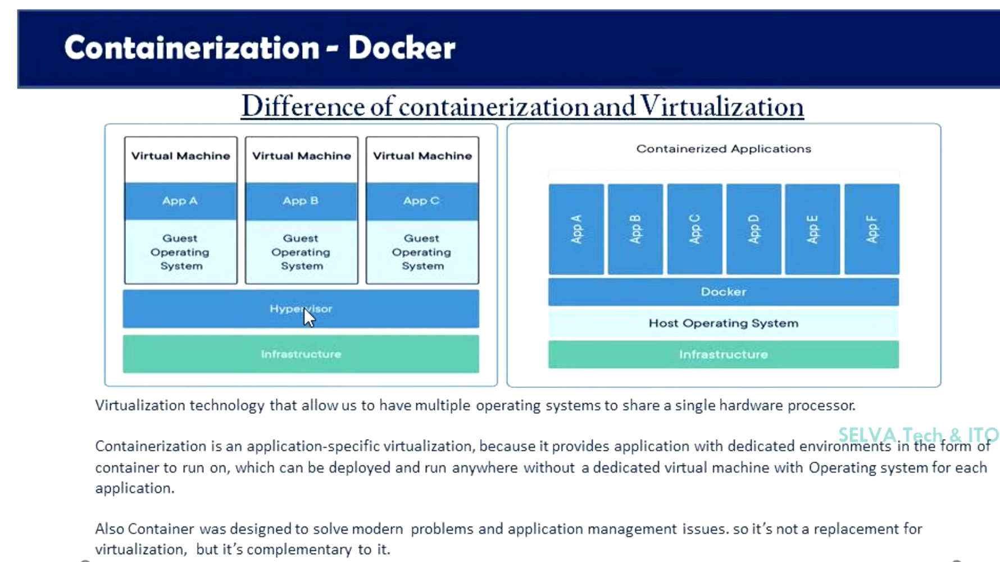 Containerization - Docker
Difference of containerization and Virtualization
Virtual Machine
App A
Guest
Operating
System
Virtual Machine
App B
Guest
Operating
System
Virtual Machine
App C
Guest
Operating
System
Hypervisor
Infrastructure
Containerized Applications
App A
App B
App C
App D
App E
App F
Docker
Host Operating System
Infrastructure
Virtualization technology that allow us to have multiple operating systems to share a single hardware processor.
SELVA Tech & ITO
Containerization is an application-specific virtualization, because it provides application with dedicated environments in the form of
container to run on, which can be deployed and run anywhere without a dedicated virtual machine with Operating system for each
application.
Also Container was designed to solve modern problems and application management issues. so it's not a replacement for
virtualization, but it's complementary to it.